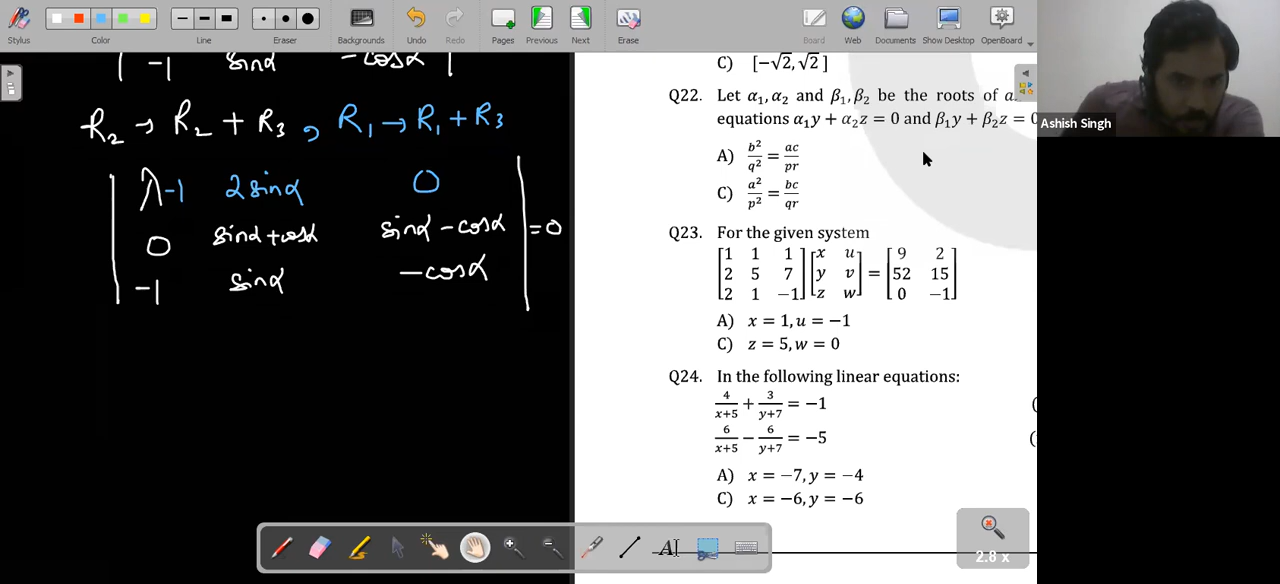 Stylus Color Line Eraser Backgrounds Undo Redo Pages Previous Next Erase Board Web Documents Show Desktop OpenBoard
-1 sinα -cosα
R₂ → R₂ + R₃ , R₁ → R₁ + R₃
| λ-1 2sinα 0 |
| 0 sinα+cosα sinα-cosα | = 0
| -1 sinα -cosα |
C) [−√2, √2 ]
Q22. Let α₁, α₂ and β₁, β₂ be the roots of
equations α₁y + α₂z = 0 and β₁y + β₂z = 0
A) b²/q² = ac/pr
C) a²/p² = bc/qr
Q23. For the given system
[1 1 1] [x u] [9 2]
[2 5 7] [y v] = [52 15]
[2 1 −1] [z w] [0 −1]
A) x = 1, u = −1
C) z = 5, w = 0
Q24. In the following linear equations:
4/x+5 + 3/y+7 = −1
6/x+5 − 6/y+7 = −5
A) x = −7, y = −4
C) x = −6, y = −6
Ashish Singh
2.8 x